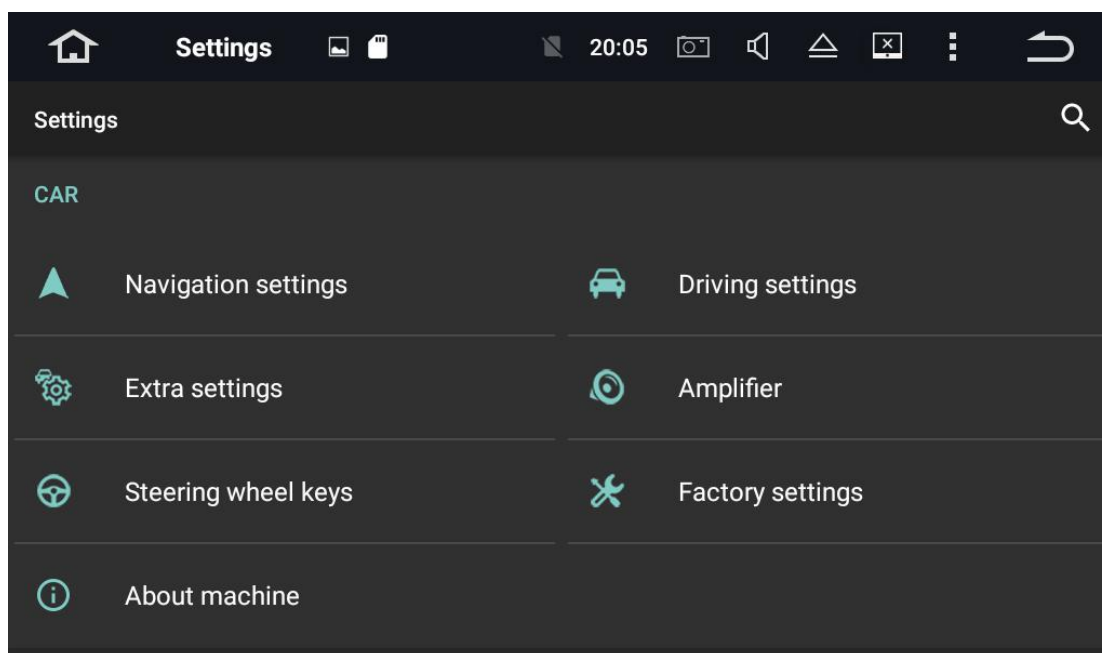 Settings 20:05
Settings
CAR
Navigation settings Driving settings
Extra settings Amplifier
Steering wheel keys Factory settings
About machine